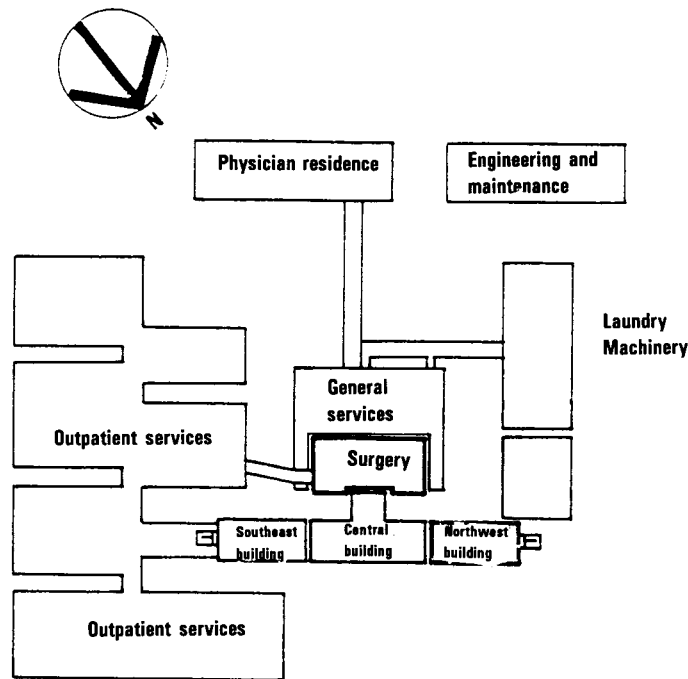 N
Physician residence
Engineering and
maintenance
Laundry
Machinery
General
services
Outpatient services
Surgery
Southeast
building
Central
building
Northwest
building
Outpatient services